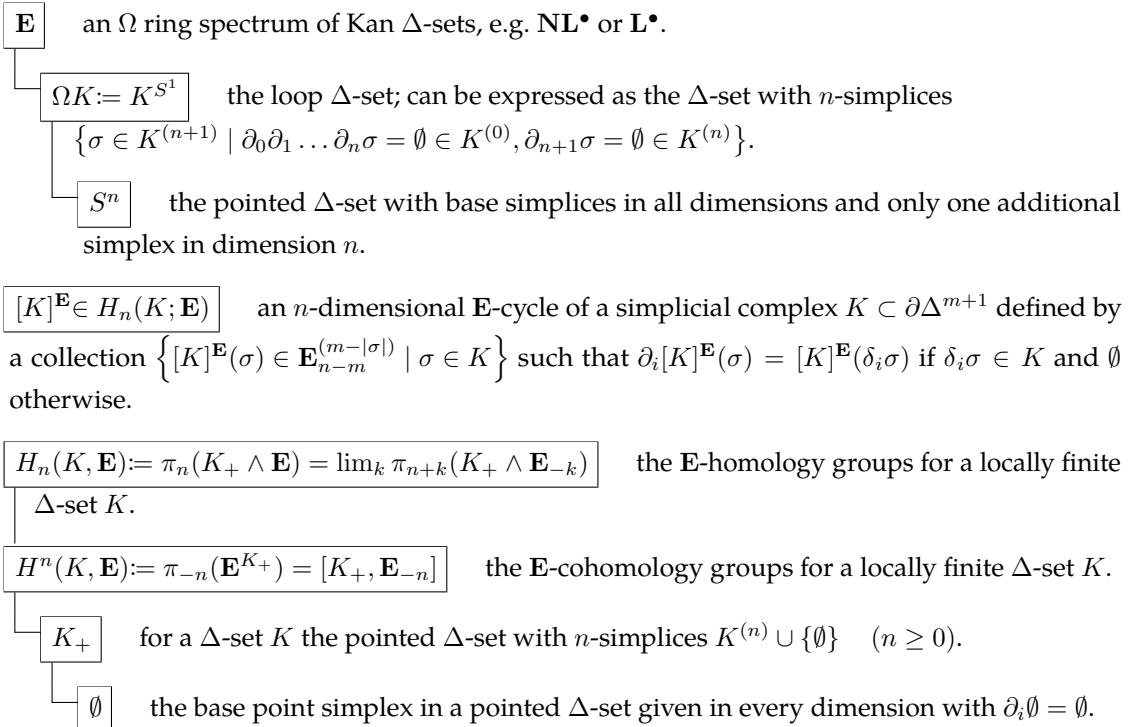 E an Ω ring spectrum of Kan Δ-sets, e.g. NL• or L•.
ΩK:= K^{S^1} the loop Δ-set; can be expressed as the Δ-set with n-simplices
{σ ∈ K^{(n+1)} | ∂_0∂_1 … ∂_nσ = ∅ ∈ K^{(0)}, ∂_{n+1}σ = ∅ ∈ K^{(n)}}.
S^n the pointed Δ-set with base simplices in all dimensions and only one additional
simplex in dimension n.
[K]^E ∈ H_n(K; E) an n-dimensional E-cycle of a simplicial complex K ⊂ ∂Δ^{m+1} defined by
a collection {[K]^E(σ) ∈ E_{n−m}^{(m−|σ|)} | σ ∈ K} such that ∂_i[K]^E(σ) = [K]^E(δ_iσ) if δ_iσ ∈ K and ∅
otherwise.
H_n(K, E):= π_n(K_+ ∧ E) = lim_k π_{n+k}(K_+ ∧ E_{−k}) the E-homology groups for a locally finite
Δ-set K.
H^n(K, E):= π_{−n}(E^{K_+}) = [K_+, E_{−n}] the E-cohomology groups for a locally finite Δ-set K.
K_+ for a Δ-set K the pointed Δ-set with n-simplices K^{(n)} ∪ {∅} (n ≥ 0).
∅ the base point simplex in a pointed Δ-set given in every dimension with ∂_i∅ = ∅.